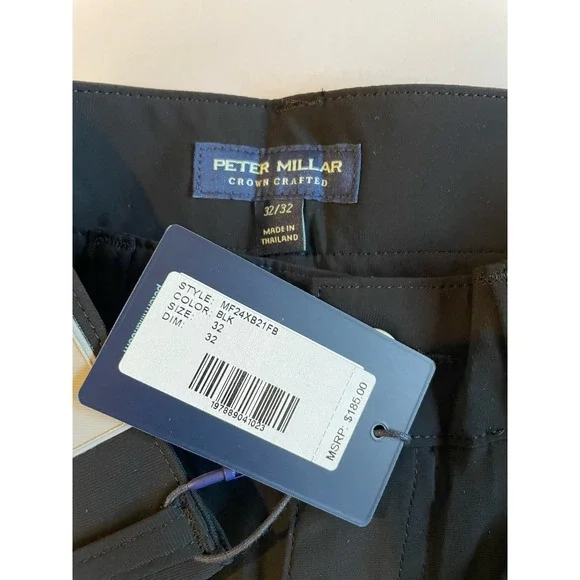 PETER MILLAR
CROWN CRAFTED
32/32
MADE IN
THAILAND
STYLE: MF24XB21FB
COLOR: BLK
SIZE: 32
DIM: 32
197889041023
MSRP: $185.00